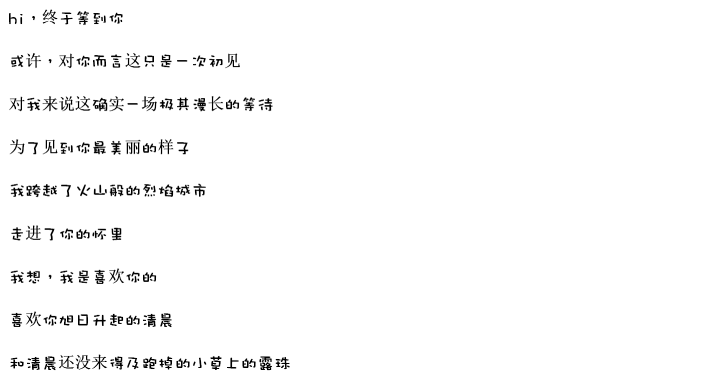 hi，终于等到你
或许，对你而言这只是一次初见
对我来说这确实一场极其漫长的等待
为了见到你最美丽的样子
我跨越了火山般的烈焰城市
走进了你的怀里
我想，我是喜欢你的
喜欢你旭日升起的清晨
和清晨还没来得及跑掉的小草上的露珠